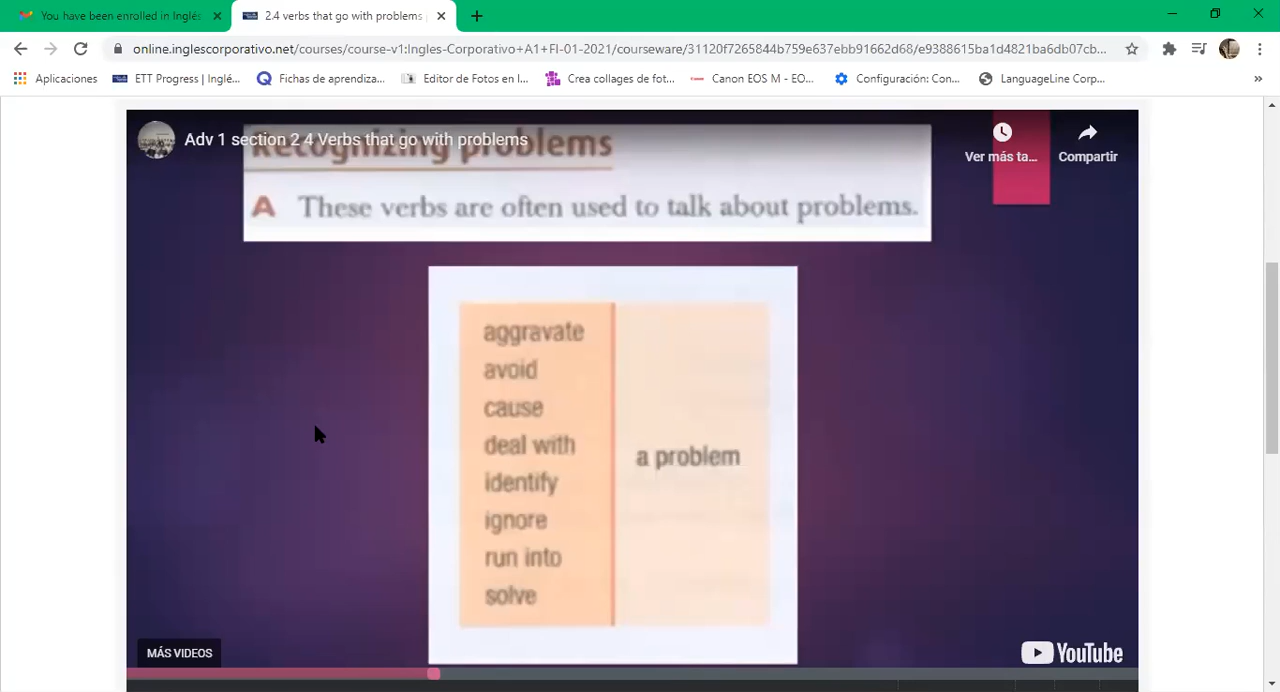 You have been enrolled in Inglés
2.4 verbs that go with problems
online.inglescorporativo.net/courses/course-v1:Ingles-Corporativo+A1+FI-01-2021/courseware/31120f7265844b759e637ebb91662d68/e9388615ba1d4821ba6db07cb...
Aplicaciones
ETT Progress | Inglé...
Fichas de aprendiza...
Editor de Fotos en l...
Crea collages de fot...
Canon EOS M - EO...
Configuración: Con...
LanguageLine Corp...
»
Adv 1 section 2 4 Verbs that go with problems
Ver más ta...
Compartir
Recognizing problems
A These verbs are often used to talk about problems.
aggravate
avoid
cause
deal with
identify
ignore
run into
solve
a problem
MÁS VIDEOS
YouTube